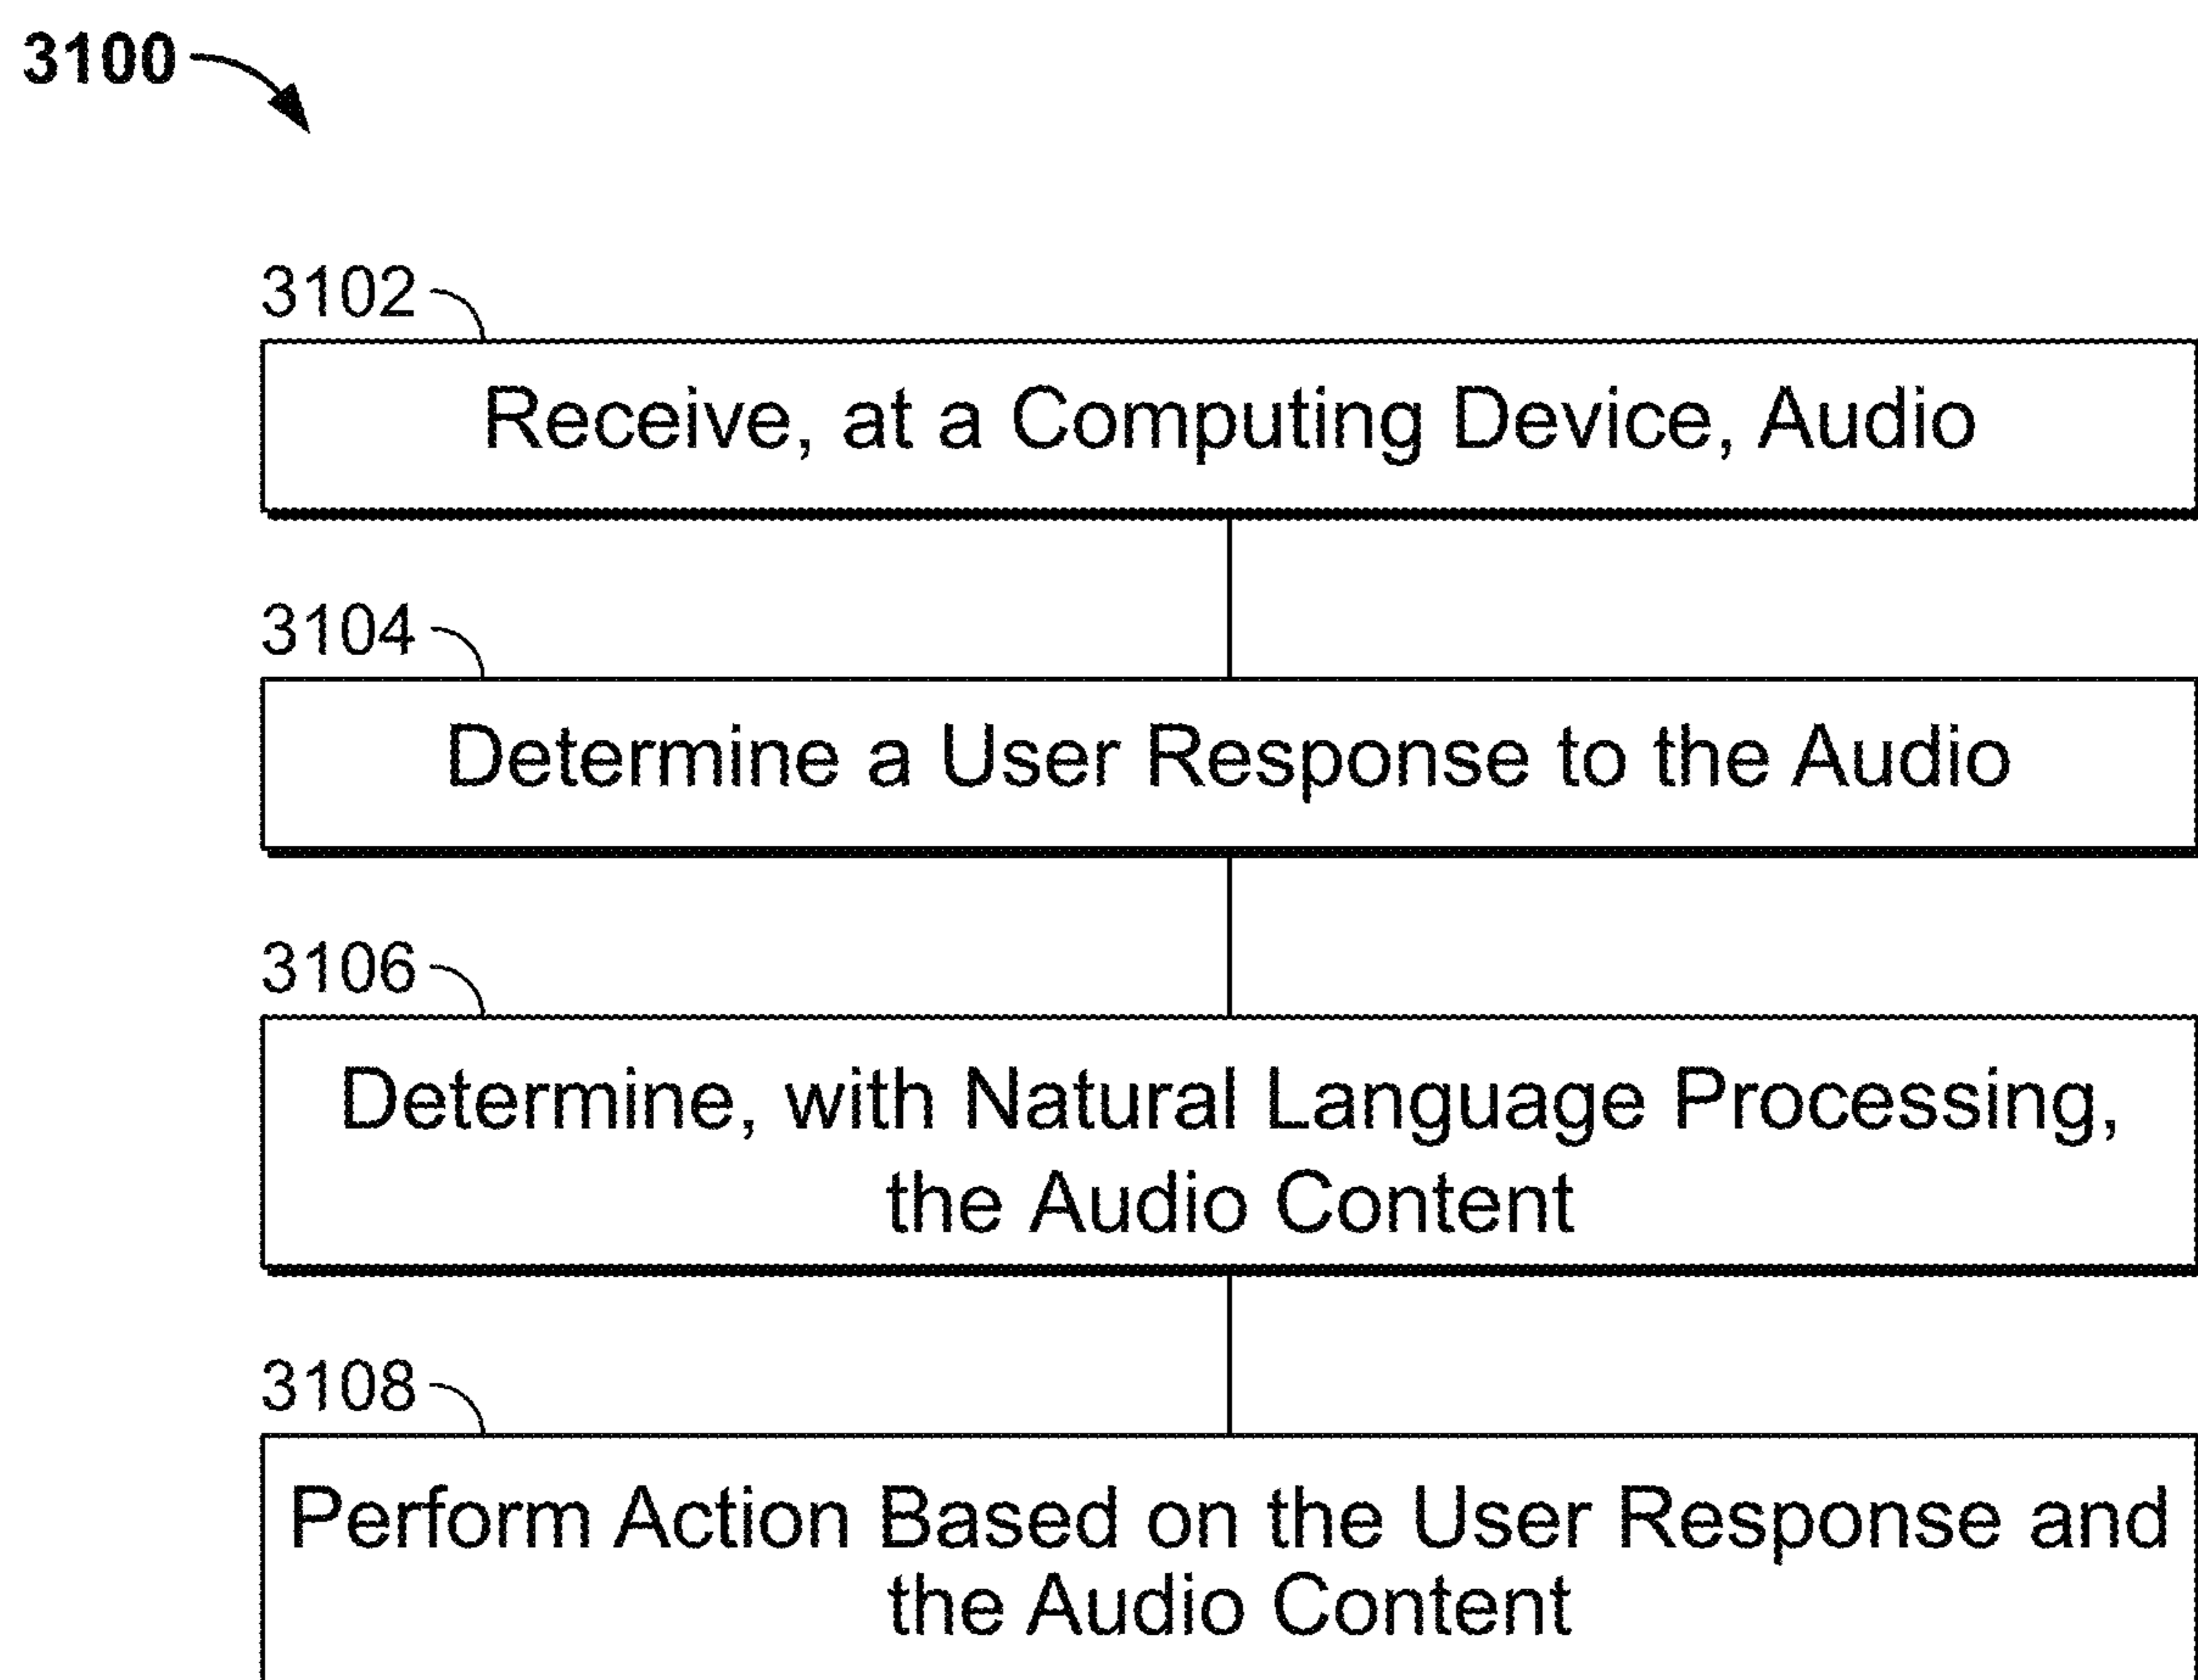 3100
3102
Receive, at a Computing Device, Audio
3104
Determine a User Response to the Audio
3106
Determine, with Natural Language Processing,
the Audio Content
3108
Perform Action Based on the User Response and
the Audio Content